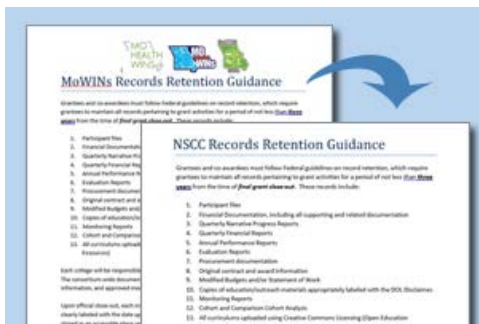 MO
HEALTH
WINs
MO
WINs
MoWINs Records Retention Guidance
Grantees and co-awardees must follow Federal guidelines on record retention, which require
grantees to maintain all records pertaining to grant activities for a period of not less than three
years from the time of final grant close-out. These records include:
1. Participant files
2. Financial Documentation
3. Quarterly Narrative Pr
4. Quarterly Financial Rep
5. Annual Performance R
6. Evaluation Reports
7. Procurement document
8. Original contract and a
9. Modified Budgets and/
10. Copies of education/o
11. Monitoring Reports
12. Cohort and Comparison
13. All curriculums upload
Resources)
Each college will be responsible
The consortium-wide document
information, and approved
Upon official close-out, each
clearly labeled with the date
NSCC Records Retention Guidance
Grantees and co-awardees must follow Federal guidelines on record retention, which require
grantees to maintain all records pertaining to grant activities for a period of not less than three
years from the time of final grant close-out. These records include:
1. Participant files
2. Financial Documentation, including all supporting and related documentation
3. Quarterly Narrative Progress Reports
4. Quarterly Financial Reports
5. Annual Performance Reports
6. Evaluation Reports
7. Procurement documentation
8. Original contract and award information
9. Modified Budgets and/or Statement of Work
10. Copies of education/outreach materials appropriately labeled with the DOL Disclaimer
11. Monitoring Reports
12. Cohort and Comparison Cohort Analysis
13. All curriculums uploaded using Creative Commons Licensing (Open Education